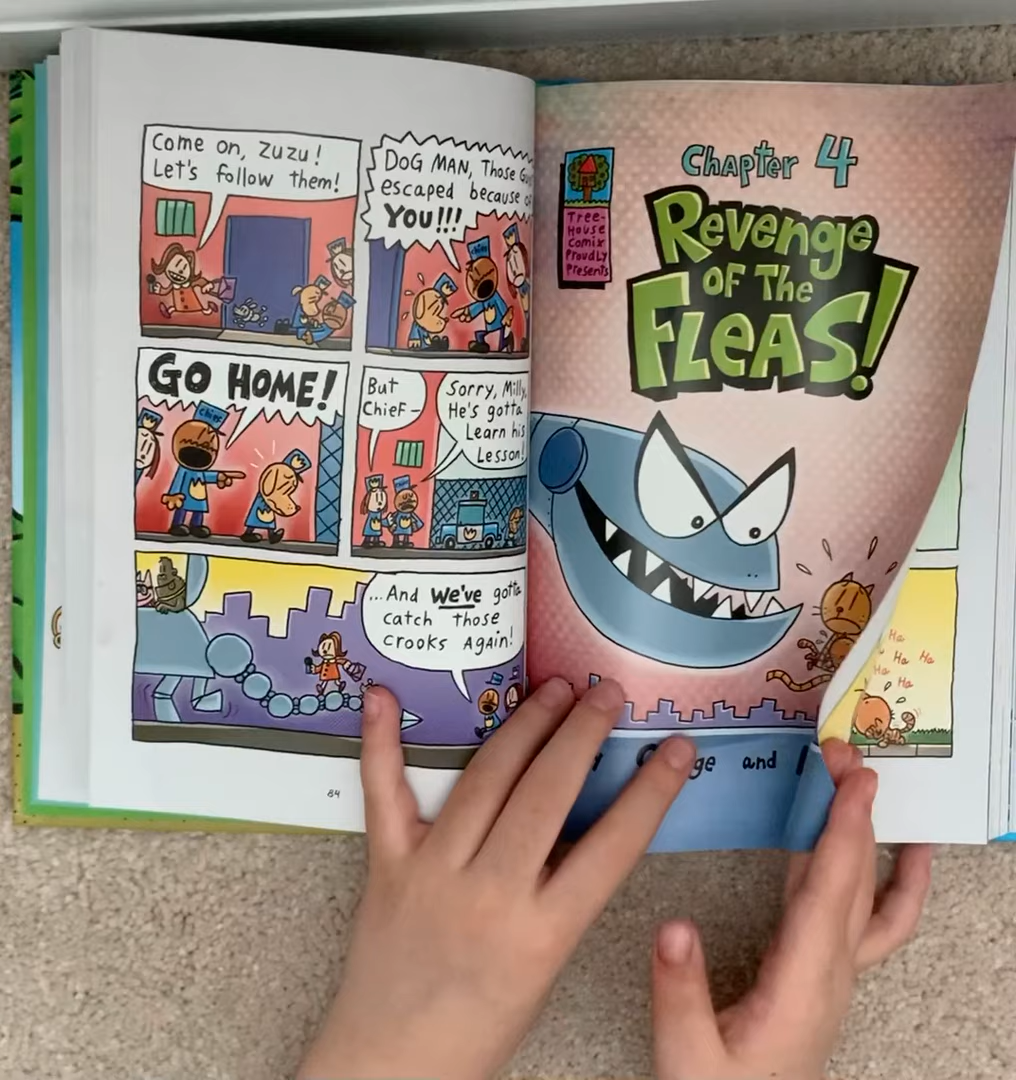 Come on, Zuzu!
Let's follow them!
DOG MAN, Those
escaped because
YOU!!!
chief
GO HOME!
chief
But
Chief-
Sorry, Milly,
He's gotta
Learn his
Lesson!
...And We've gotta
catch those
crooks Again!
84
Chapter 4
Tree-
House
Comix
Proudly
Presents
Revenge
OF THE
FLEAS!
and
Ha
Ha
Ha
Ha
Ha